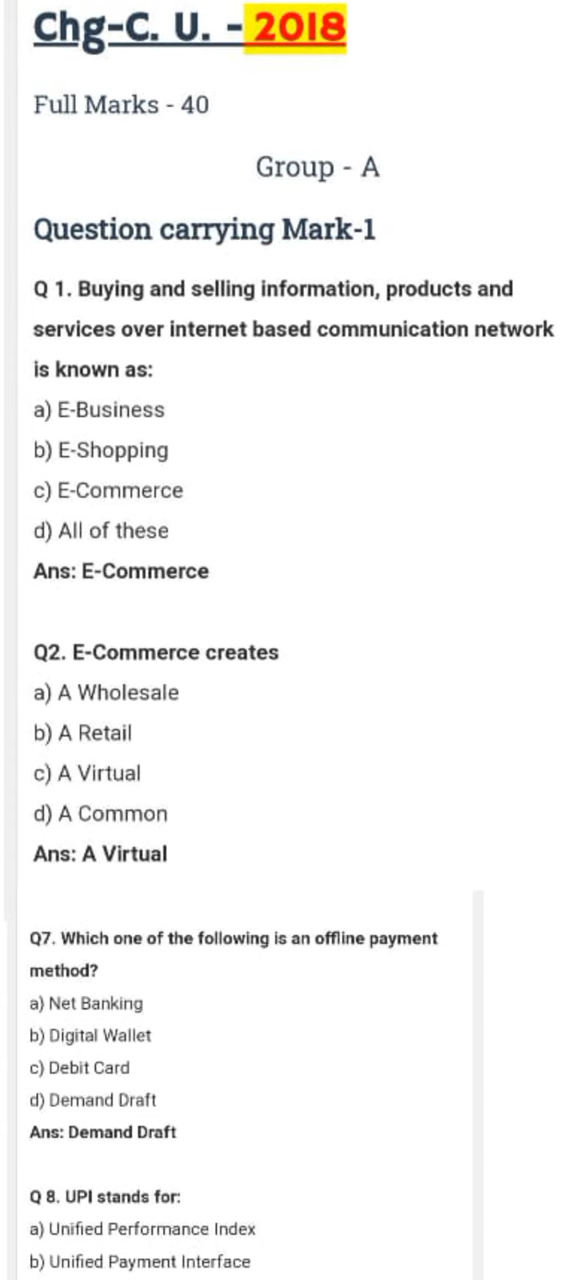 Chg-C. U. - 2018
Full Marks - 40
Group - A
Question carrying Mark-1
Q 1. Buying and selling information, products and
services over internet based communication network
is known as:
a) E-Business
b) E-Shopping
c) E-Commerce
d) All of these
Ans: E-Commerce
Q2. E-Commerce creates
a) A Wholesale
b) A Retail
c) A Virtual
d) A Common
Ans: A Virtual
Q7. Which one of the following is an offline payment
method?
a) Net Banking
b) Digital Wallet
c) Debit Card
d) Demand Draft
Ans: Demand Draft
Q 8. UPI stands for:
a) Unified Performance Index
b) Unified Payment Interface